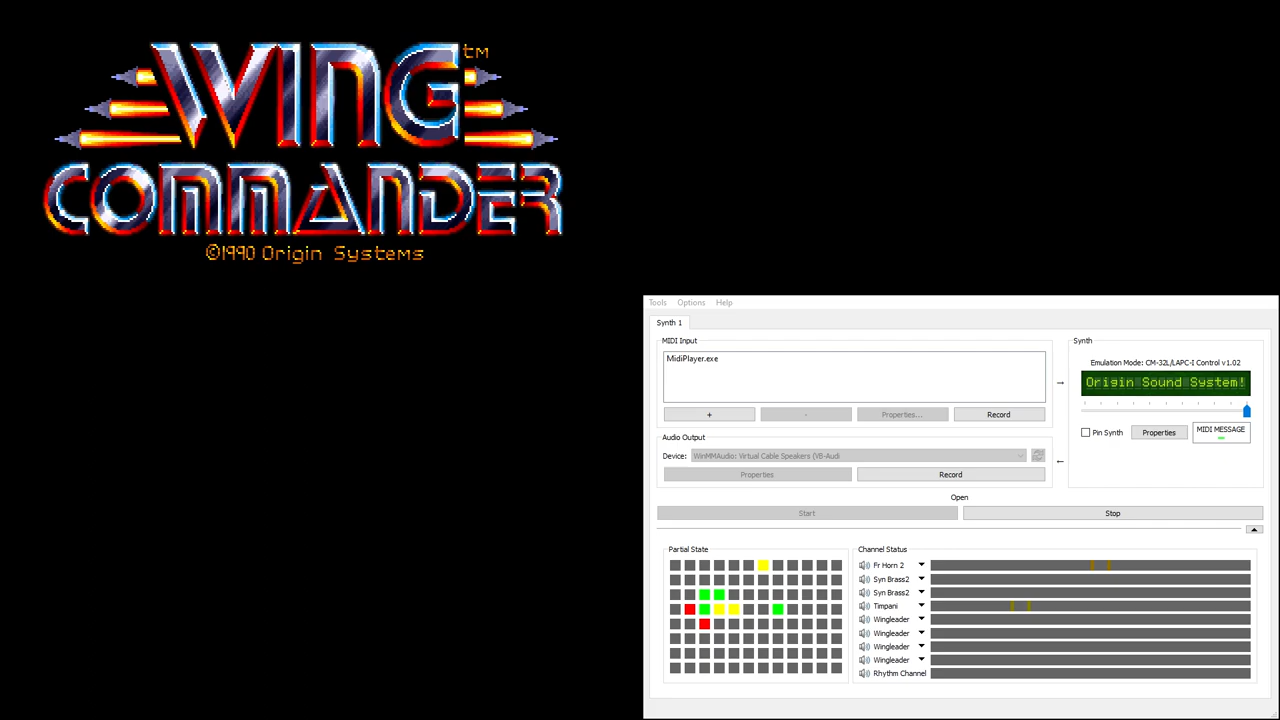 WING TM
COMMANDER
©1990 Origin Systems
Tools Options Help
Synth 1
MIDI Input
MidiPlayer.exe
+ - Properties... Record
Audio Output
Device: WinMMAudio: Virtual Cable Speakers (VB-Audi
Properties Record
Synth
Emulation Mode: CM-32L/LAPC-I Control v1.02
Origin Sound System!
Pin Synth Properties MIDI MESSAGE
Open
Start Stop
Partial State
Channel Status
Fr Horn 2
Syn Brass2
Syn Brass2
Timpani
Wingleader
Wingleader
Wingleader
Wingleader
Rhythm Channel